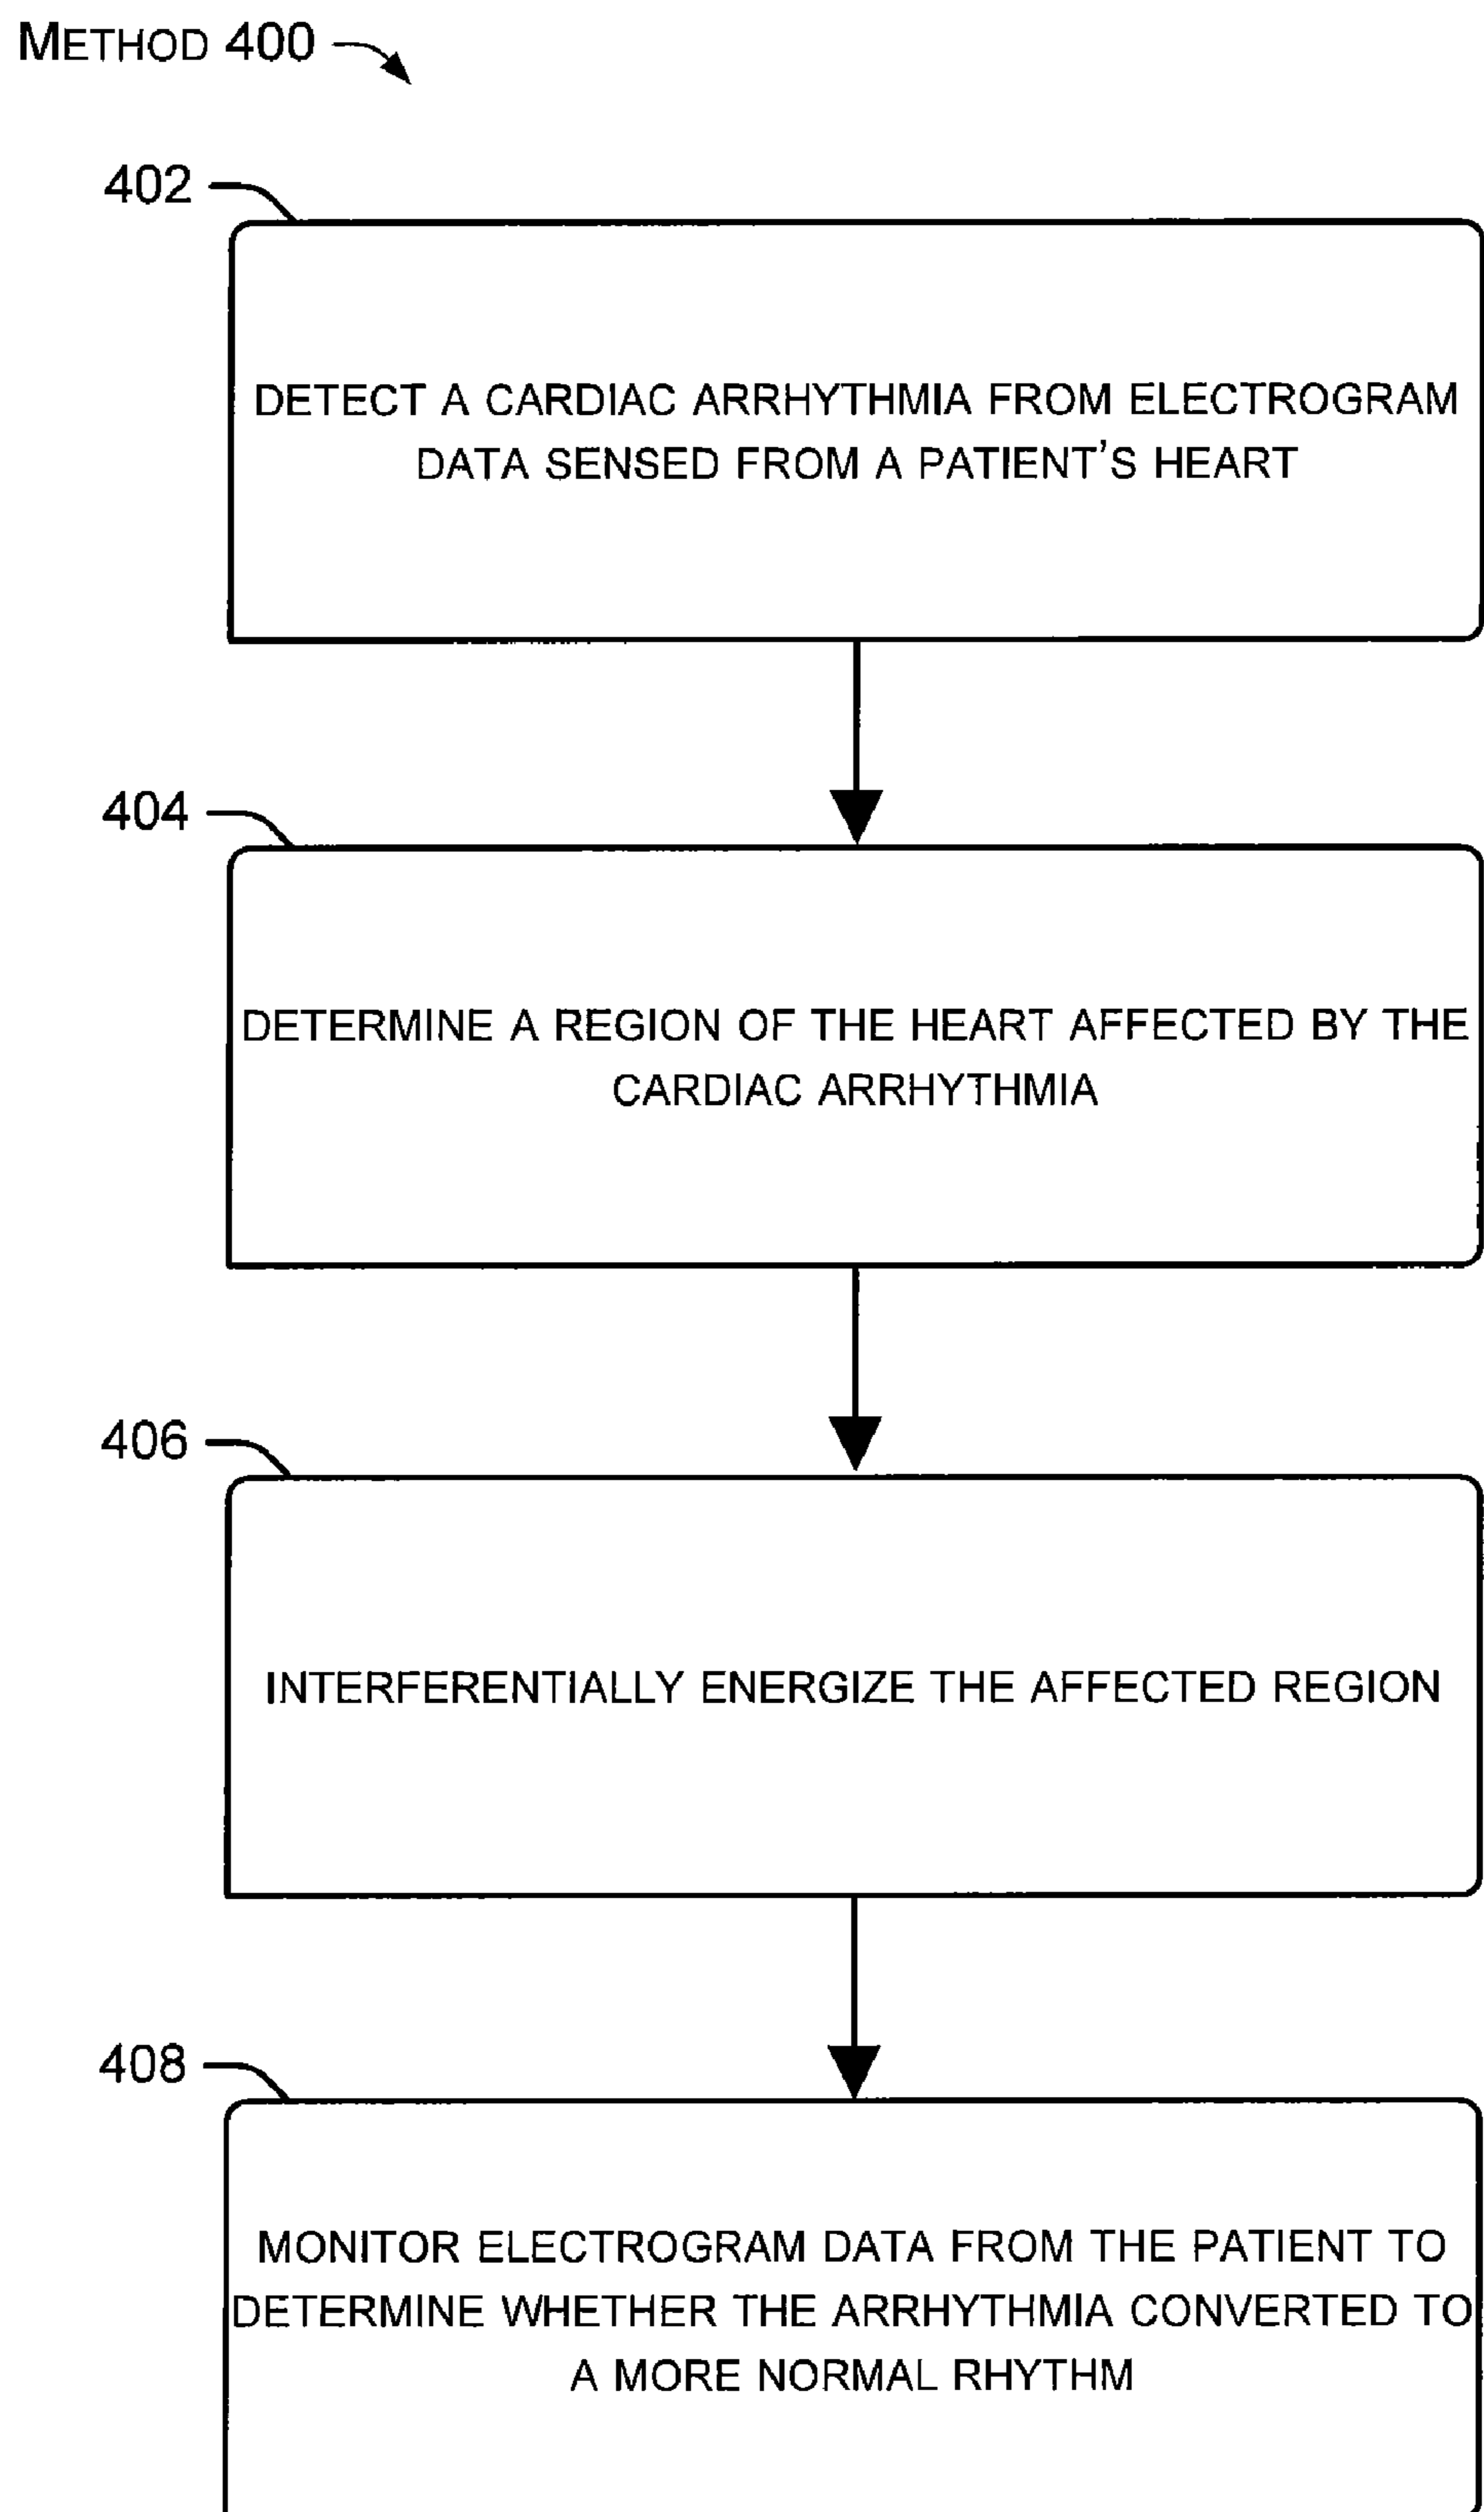 METHOD 400
402
DETECT A CARDIAC ARRHYTHMIA FROM ELECTROGRAM
DATA SENSED FROM A PATIENT'S HEART
404
DETERMINE A REGION OF THE HEART AFFECTED BY THE
CARDIAC ARRHYTHMIA
406
INTERFERENTIALLY ENERGIZE THE AFFECTED REGION
408
MONITOR ELECTROGRAM DATA FROM THE PATIENT TO
DETERMINE WHETHER THE ARRHYTHMIA CONVERTED TO
A MORE NORMAL RHYTHM